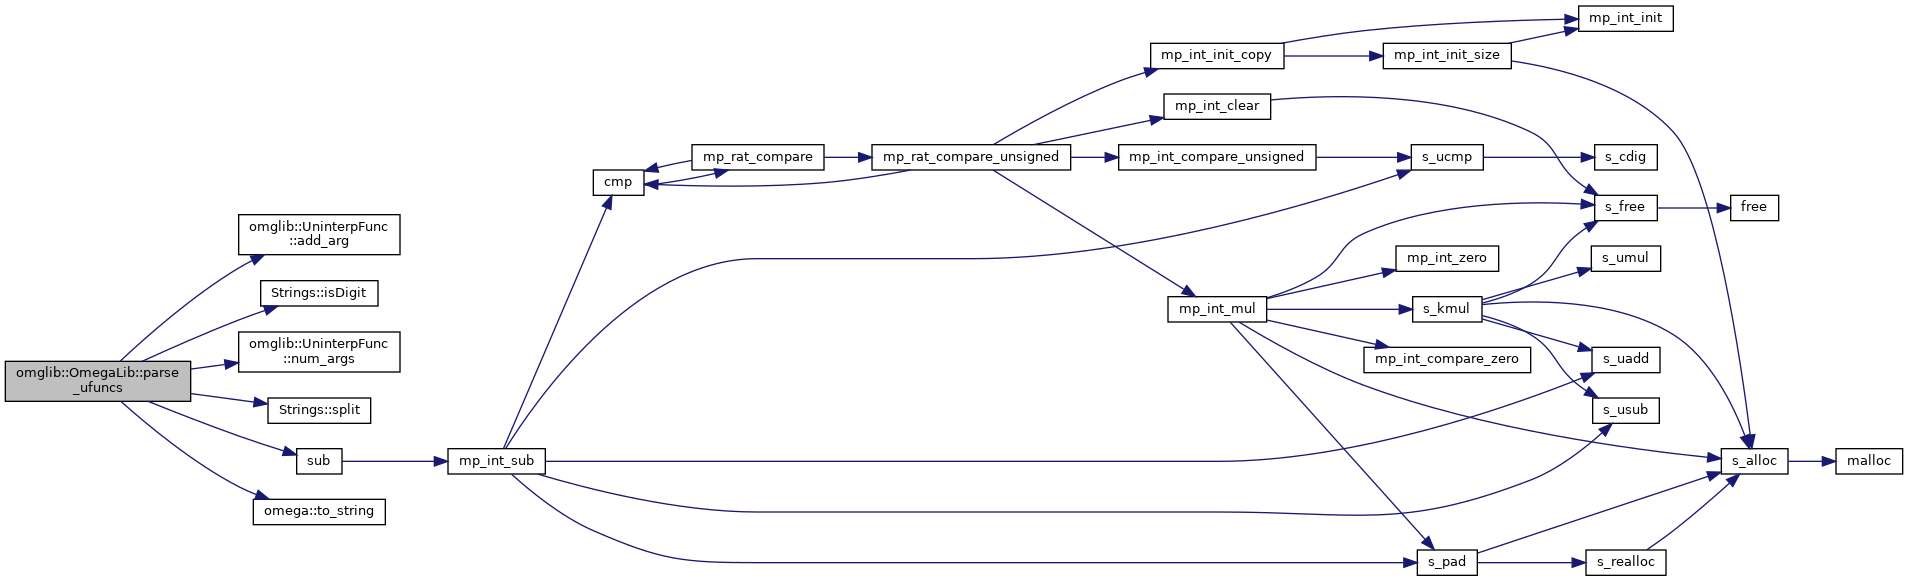 omglib::OmegaLib::parse
_ufuncs
omglib::UninterpFunc
::add_arg
Strings::isDigit
omglib::UninterpFunc
::num_args
Strings::split
sub
omega::to_string
mp_int_sub
cmp
mp_rat_compare
mp_rat_compare_unsigned
mp_int_init_copy
mp_int_clear
mp_int_compare_unsigned
mp_int_mul
mp_int_init_size
mp_int_init
s_ucmp
s_cdig
s_free
free
mp_int_zero
s_umul
s_kmul
mp_int_compare_zero
s_uadd
s_usub
s_alloc
malloc
s_pad
s_realloc